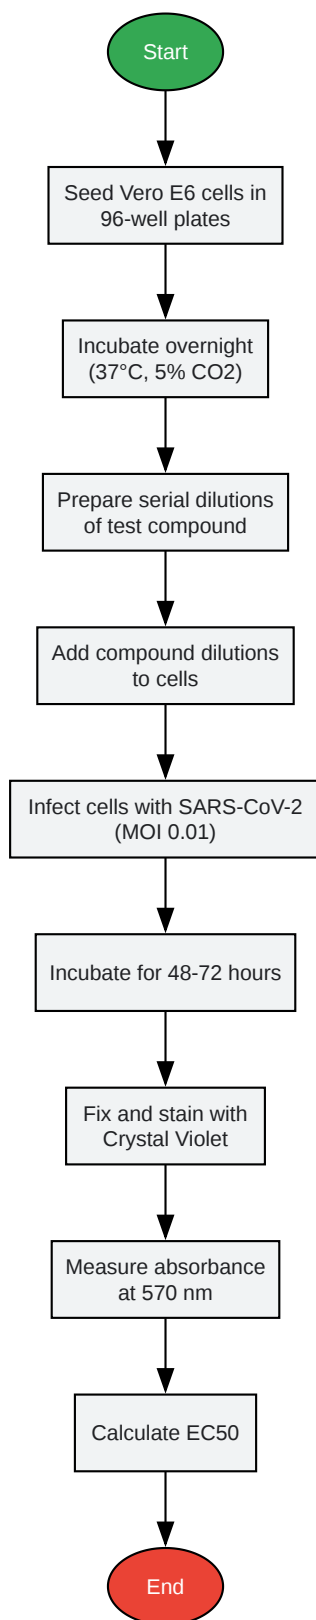 Start
Seed Vero E6 cells in
96-well plates
Incubate overnight
(37°C, 5% CO2)
Prepare serial dilutions
of test compound
Add compound dilutions
to cells
Infect cells with SARS-CoV-2
(MOI 0.01)
Incubate for 48-72 hours
Fix and stain with
Crystal Violet
Measure absorbance
at 570 nm
Calculate EC50
End